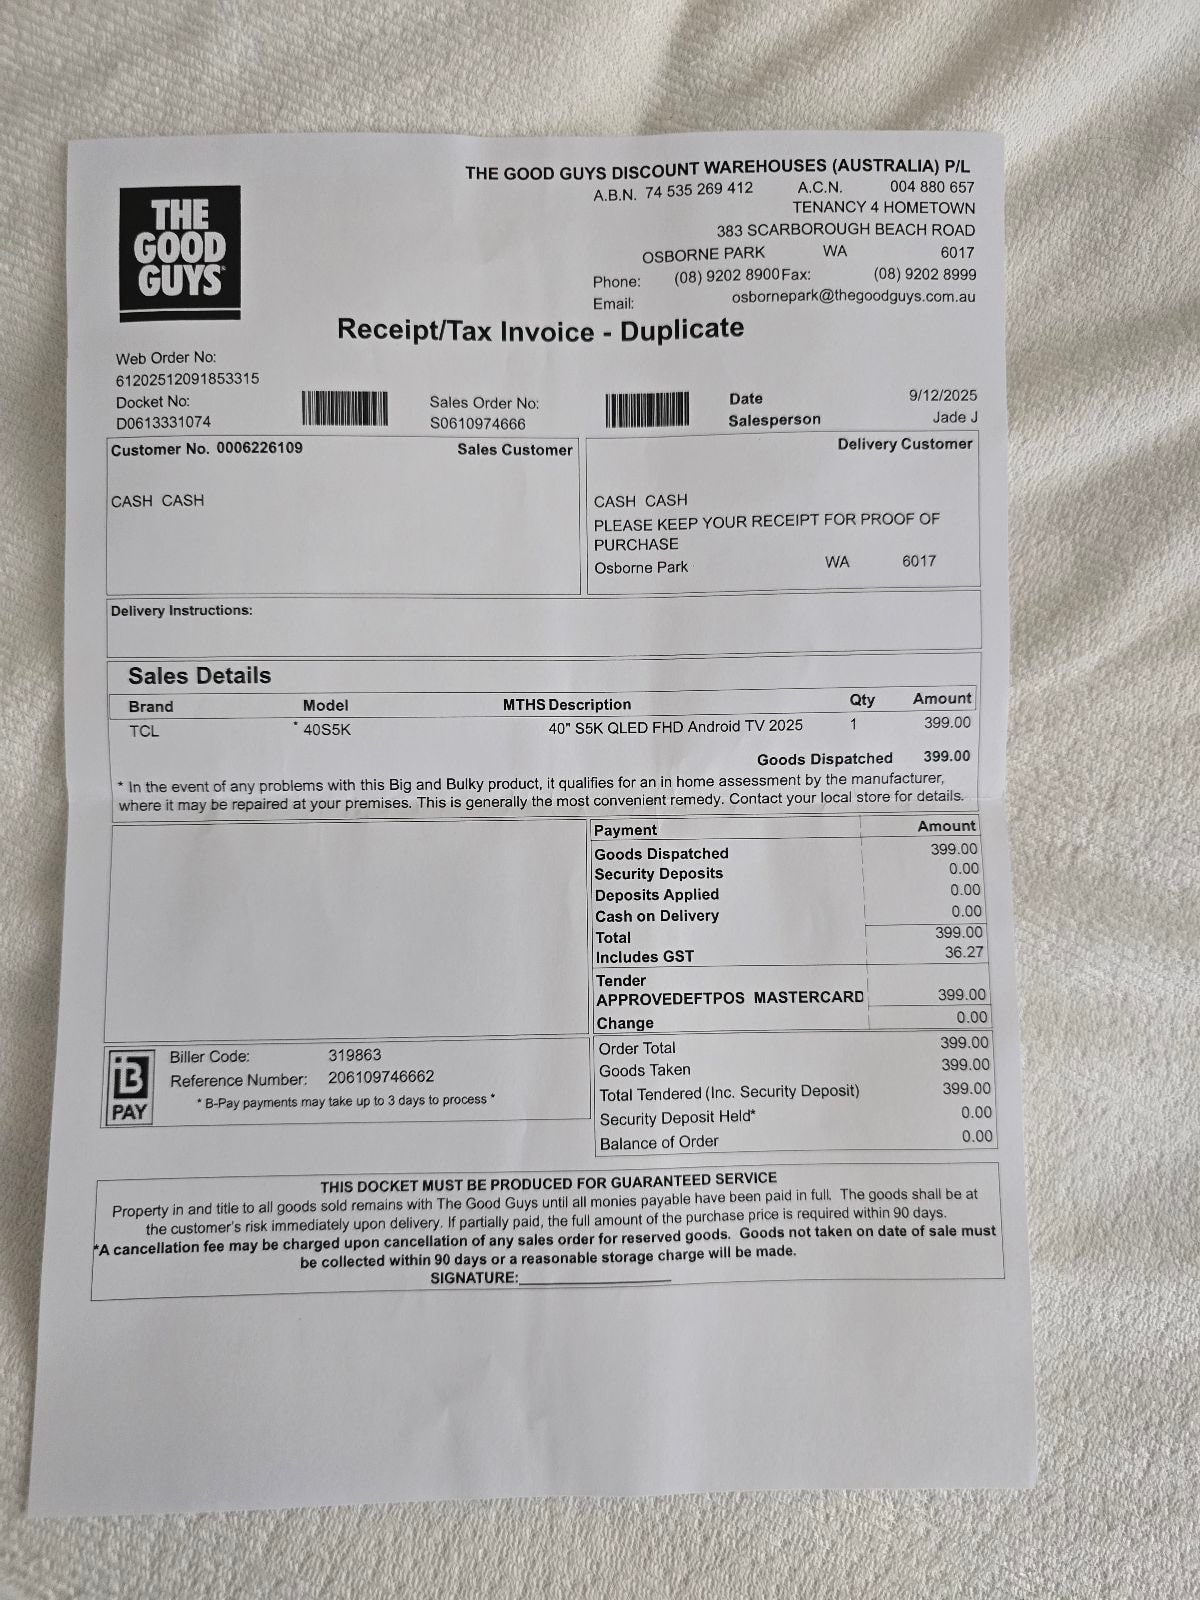 THE GOOD GUYS
THE GOOD GUYS DISCOUNT WAREHOUSES (AUSTRALIA) P/L
A.B.N. 74 535 269 412 A.C.N. 004 880 657
TENANCY 4 HOMETOWN
383 SCARBOROUGH BEACH ROAD
OSBORNE PARK WA 6017
Phone: (08) 9202 8900 Fax: (08) 9202 8999
Email: osbornepark@thegoodguys.com.au
Receipt/Tax Invoice - Duplicate
Web Order No:
61202512091853315
Docket No:
D0613331074
Sales Order No:
S0610974666
Date 9/12/2025
Salesperson Jade J
Customer No. 0006226109 Sales Customer
CASH CASH
Delivery Customer
CASH CASH
PLEASE KEEP YOUR RECEIPT FOR PROOF OF
PURCHASE
Osborne Park WA 6017
Delivery Instructions:
Sales Details
Brand Model MTHS Description Qty Amount
TCL * 40S5K 40" S5K QLED FHD Android TV 2025 1 399.00
Goods Dispatched 399.00
* In the event of any problems with this Big and Bulky product, it qualifies for an in home assessment by the manufacturer,
where it may be repaired at your premises. This is generally the most convenient remedy. Contact your local store for details.
Payment Amount
Goods Dispatched 399.00
Security Deposits 0.00
Deposits Applied 0.00
Cash on Delivery 0.00
Total 399.00
Includes GST 36.27
Tender
APPROVEDEFTPOS MASTERCARD 399.00
Change 0.00
B
PAY
Biller Code: 319863
Reference Number: 206109746662
* B-Pay payments may take up to 3 days to process *
Order Total 399.00
Goods Taken 399.00
Total Tendered (Inc. Security Deposit) 399.00
Security Deposit Held* 0.00
Balance of Order 0.00
THIS DOCKET MUST BE PRODUCED FOR GUARANTEED SERVICE
Property in and title to all goods sold remains with The Good Guys until all monies payable have been paid in full. The goods shall be at
the customer's risk immediately upon delivery. If partially paid, the full amount of the purchase price is required within 90 days.
*A cancellation fee may be charged upon cancellation of any sales order for reserved goods. Goods not taken on date of sale must
be collected within 90 days or a reasonable storage charge will be made.
SIGNATURE: